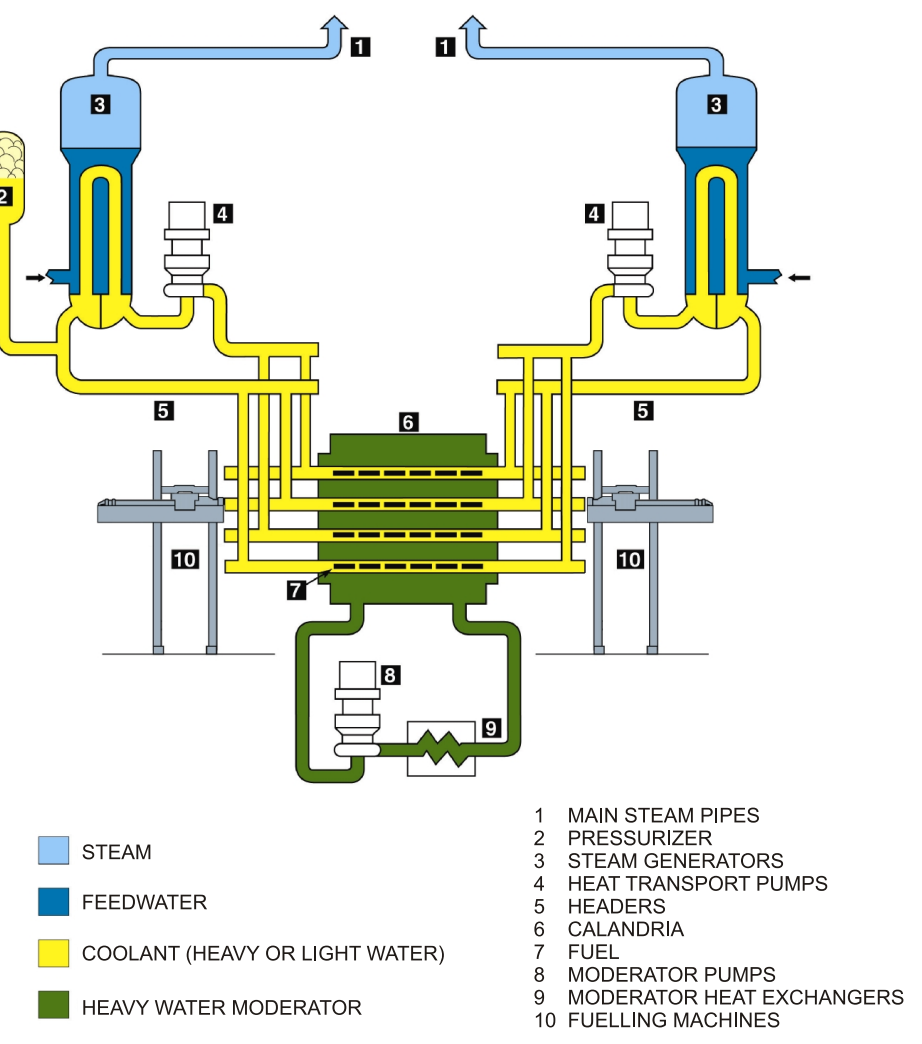 1
1
3
3
2
4
4
5
5
6
10
10
7
8
9
STEAM
FEEDWATER
COOLANT (HEAVY OR LIGHT WATER)
HEAVY WATER MODERATOR
1 MAIN STEAM PIPES
2 PRESSURIZER
3 STEAM GENERATORS
4 HEAT TRANSPORT PUMPS
5 HEADERS
6 CALANDRIA
7 FUEL
8 MODERATOR PUMPS
9 MODERATOR HEAT EXCHANGERS
10 FUELLING MACHINES